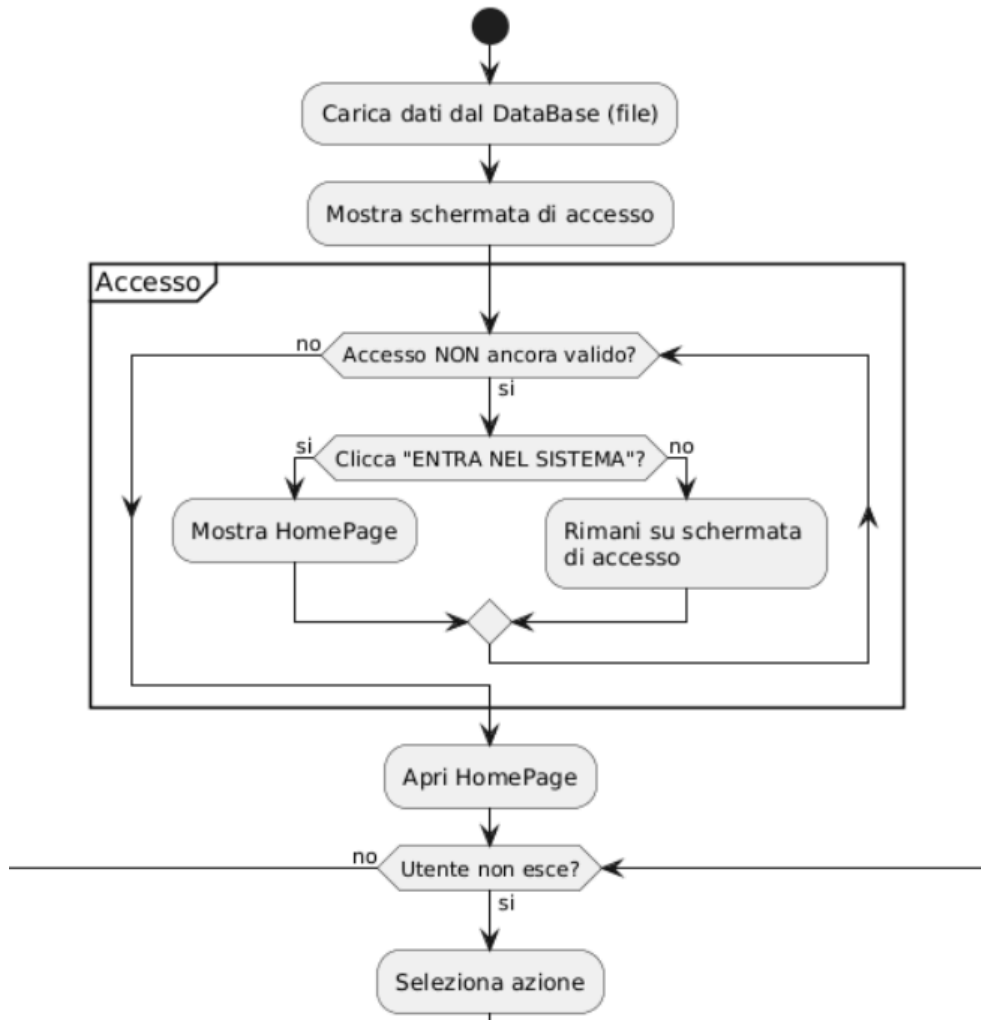 Carica dati dal DataBase (file)
Mostra schermata di accesso
Accesso
no
Accesso NON ancora valido?
si
si
Clicca "ENTRA NEL SISTEMA"?
no
Mostra HomePage
Rimani su schermata
di accesso
Apri HomePage
no
Utente non esce?
si
Seleziona azione